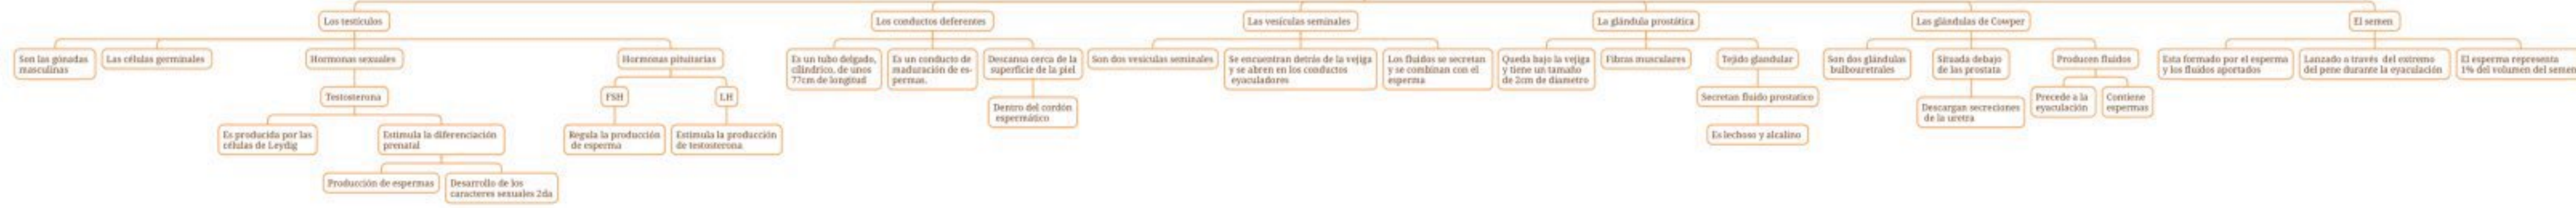 Los testículos
Los conductos deferentes
Las vesículas seminales
La glándula prostática
Las glándulas de Cowper
El semen
Son las gónadas
masculinas
Las células germinales
Hormonas sexuales
Hormonas pituitarias
Es un tubo delgado,
cilíndrico, de unos
77cm de longitud
Es un conducto de
maduración de es-
permas.
Descansa cerca de la
superficie de la piel
Son dos vesículas seminales
Se encuentran detrás de la vejiga
y se abren en los conductos
eyaculadores
Los fluidos se secretan
y se combinan con el
esperma
Queda bajo la vejiga
y tiene un tamaño
de 2cm de diametro
Fibras musculares
Tejido glandular
Son dos glándulas
bulbouretrales
Situada debajo
de las prostata
Producen fluidos
Esta formado por el esperma
y los fluidos aportados
Lanzado a través del extremo
del pene durante la eyaculación
El esperma representa
1% del volumen del semen
Testosterona
FSH
LH
Dentro del cordón
espermático
Secretan fluido prostatico
Descargan secreciones
de la uretra
Precede a la
eyaculación
Contiene
espermas
Es producida por las
células de Leydig
Estimula la diferenciación
prenatal
Regula la producción
de esperma
Estimula la producción
de testosterona
Es lechoso y alcalino
Producción de espermas
Desarrollo de los
caracteres sexuales 2da